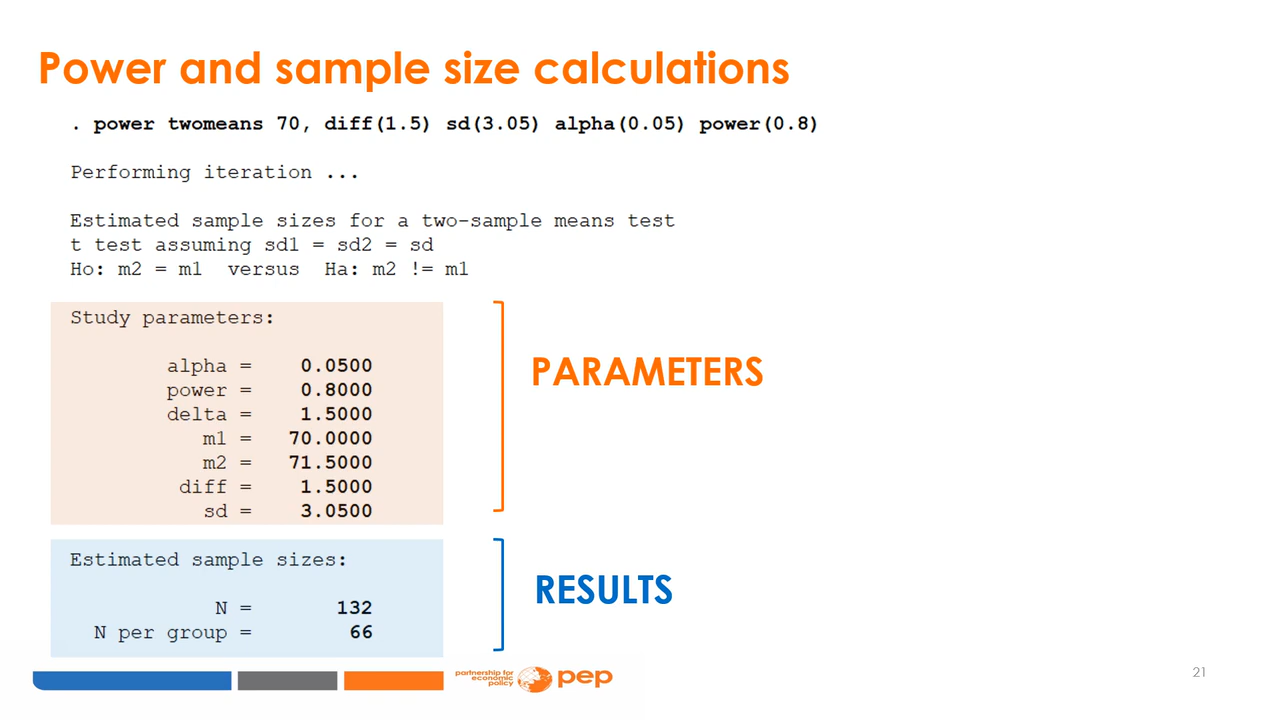 Power and sample size calculations
. power twomeans 70, diff(1.5) sd(3.05) alpha(0.05) power(0.8)
Performing iteration ...
Estimated sample sizes for a two-sample means test
t test assuming sd1 = sd2 = sd
Ho: m2 = m1  versus  Ha: m2 != m1
Study parameters:
alpha = 0.0500
power = 0.8000
delta = 1.5000
m1 = 70.0000
m2 = 71.5000
diff = 1.5000
sd = 3.0500
PARAMETERS
Estimated sample sizes:
N = 132
N per group = 66
RESULTS
partnership for
economic
policy
pep
21